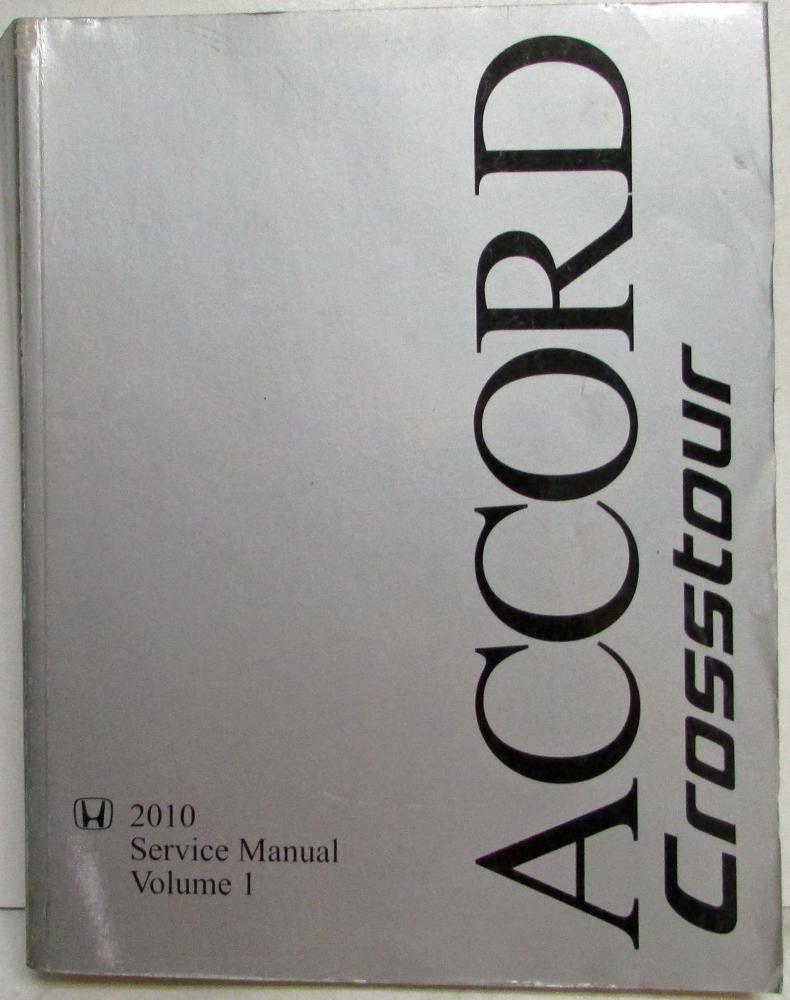 ACCORD
Crosstour
2010
Service Manual
Volume 1